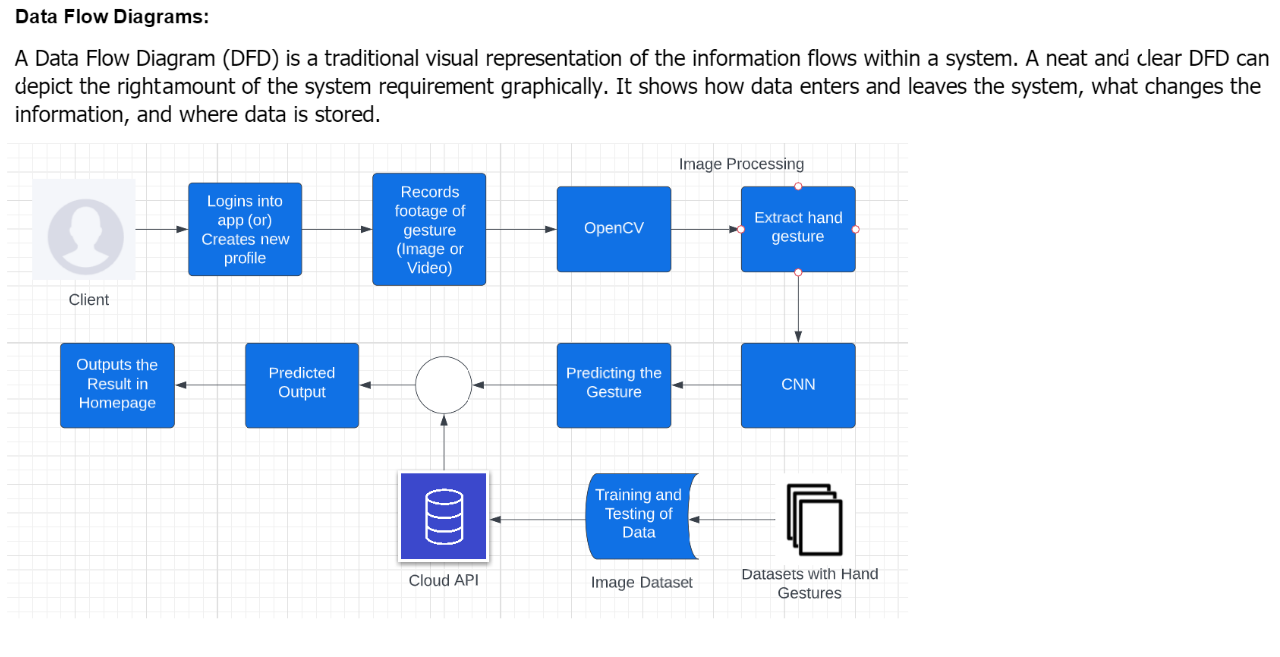 Data Flow Diagrams:
A Data Flow Diagram (DFD) is a traditional visual representation of the information flows within a system. A neat and clear DFD can
depict the rightamount of the system requirement graphically. It shows how data enters and leaves the system, what changes the
information, and where data is stored.
Image Processing
Logins into
app (or)
Creates new
profile
Records
footage of
gesture
(Image or
Video)
OpenCV
Extract hand
gesture
Client
Outputs the
Result in
Homepage
Predicted
Output
Predicting the
Gesture
CNN
Training and
Testing of
Data
Cloud API
Image Dataset
Datasets with Hand
Gestures